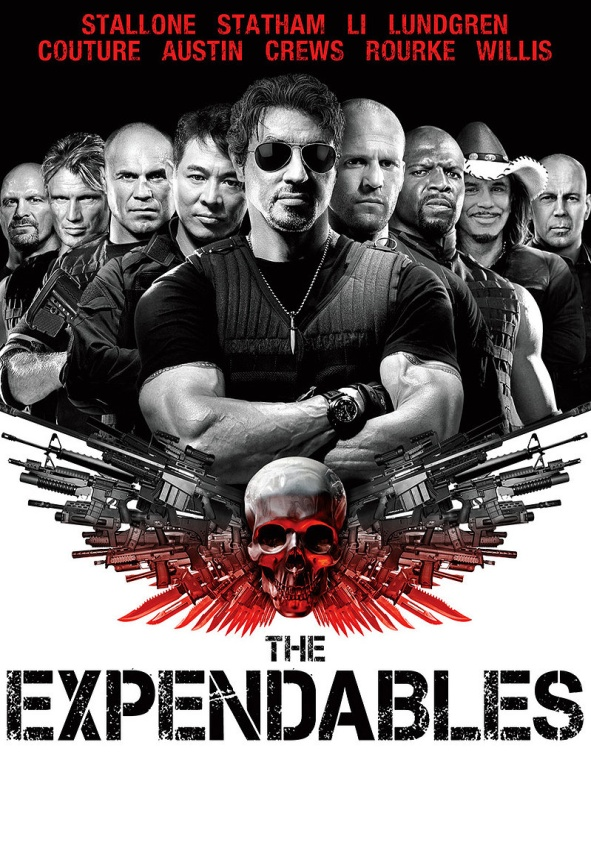 STALLONE STATHAM LI LUNDGREN
COUTURE AUSTIN CREWS ROURKE WILLIS
THE
EXPENDABLES